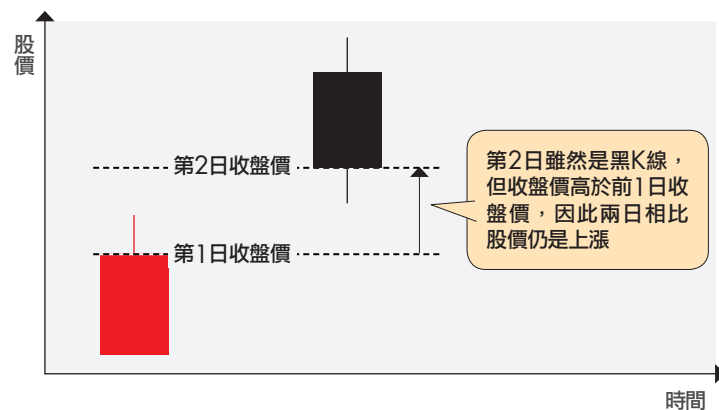 股價
第2日收盤價
第1日收盤價
第2日雖然是黑K線，
但收盤價高於前1日收
盤價，因此兩日相比
股價仍是上漲
時間